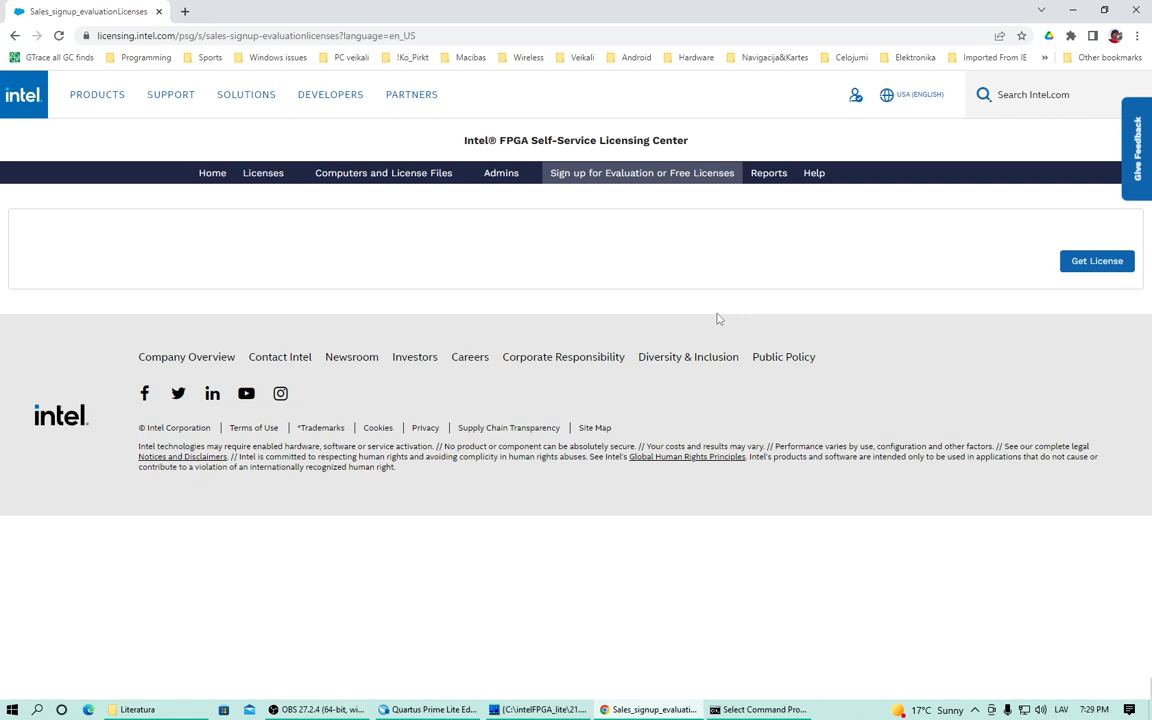 Sales_signup_evaluationLicenses
licensing.intel.com/psg/s/sales-signup-evaluationlicenses?language=en_US
GTrace all GC finds Programming Sports Windows issues PC veikali !Ko_Pirkt Macibas Wireless Veikali Android Hardware Navigacija&Kartes Celojumi Elektronika Imported From IE » Other bookmarks
intel. PRODUCTS SUPPORT SOLUTIONS DEVELOPERS PARTNERS USA (ENGLISH) Search Intel.com
Give Feedback
Intel® FPGA Self-Service Licensing Center
Home Licenses Computers and License Files Admins Sign up for Evaluation or Free Licenses Reports Help
Get License
Company Overview Contact Intel Newsroom Investors Careers Corporate Responsibility Diversity & Inclusion Public Policy
intel.
© Intel Corporation Terms of Use *Trademarks Cookies Privacy Supply Chain Transparency Site Map
Intel technologies may require enabled hardware, software or service activation. // No product or component can be absolutely secure. // Your costs and results may vary. // Performance varies by use, configuration and other factors. // See our complete legal
Notices and Disclaimers. // Intel is committed to respecting human rights and avoiding complicity in human rights abuses. See Intel's Global Human Rights Principles. Intel's products and software are intended only to be used in applications that do not cause or
contribute to a violation of an internationally recognized human right.
Literatura OBS 27.2.4 (64-bit, wi... Quartus Prime Lite Ed... [C:\intelFPGA_lite\21.... Sales_signup_evaluati... Select Command Pro... 17°C Sunny LAV 7:29 PM